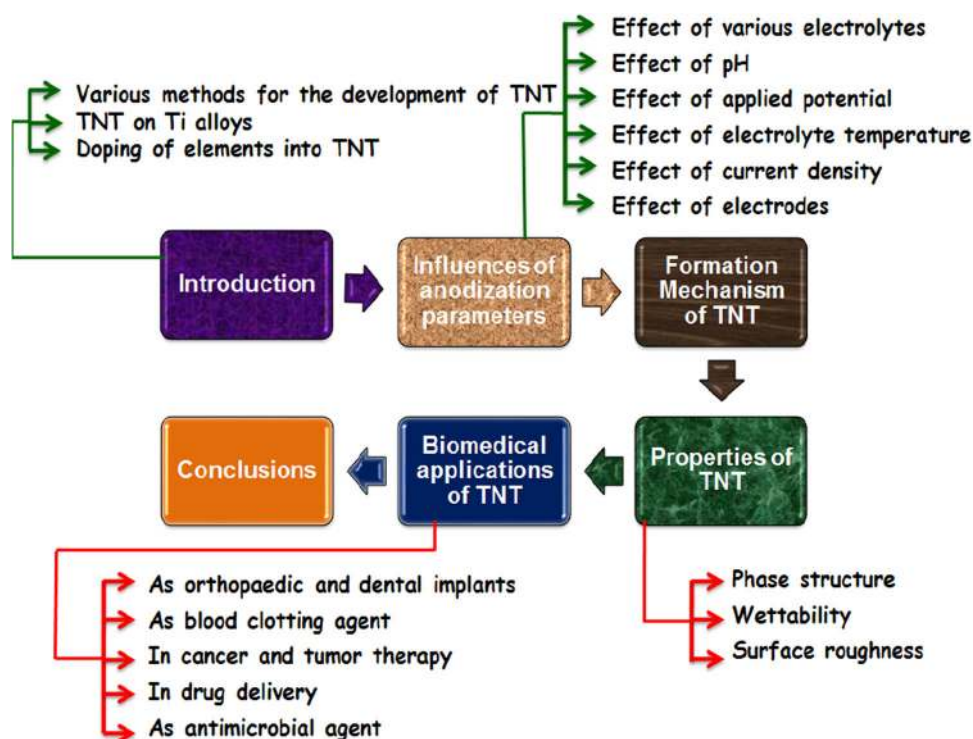 Various methods for the development of TNT
TNT on Ti alloys
Doping of elements into TNT
Effect of various electrolytes
Effect of pH
Effect of applied potential
Effect of electrolyte temperature
Effect of current density
Effect of electrodes
Introduction
Influences of
anodization
parameters
Formation
Mechanism
of TNT
Properties of
TNT
Phase structure
Wettability
Surface roughness
Biomedical
applications
of TNT
As orthopaedic and dental implants
As blood clotting agent
In cancer and tumor therapy
In drug delivery
As antimicrobial agent
Conclusions